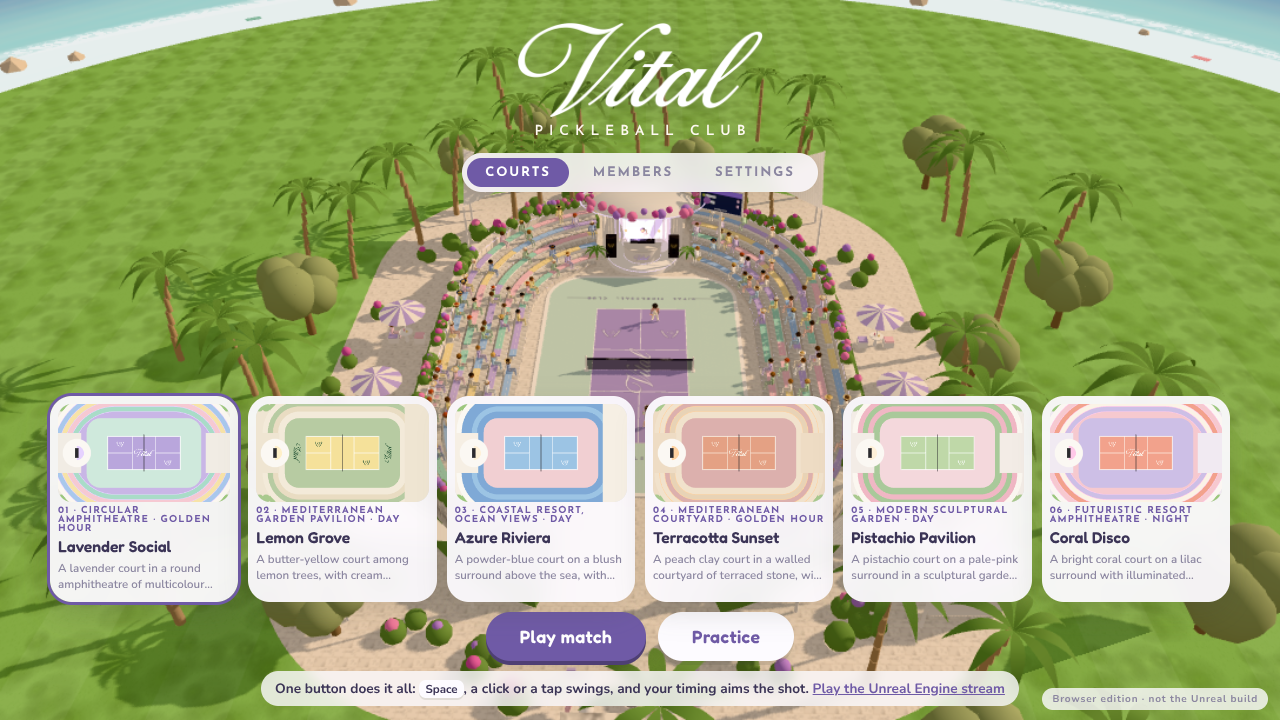 Vital
PICKLEBALL CLUB
COURTS MEMBERS SETTINGS
01 · CIRCULAR
AMPHITHEATRE · GOLDEN
HOUR
Lavender Social
A lavender court in a round
amphitheatre of multicolour...
02 · MEDITERRANEAN
GARDEN PAVILION · DAY
Lemon Grove
A butter-yellow court among
lemon trees, with cream...
03 · COASTAL RESORT,
OCEAN VIEWS · DAY
Azure Riviera
A powder-blue court on a blush
surface above the sea, with...
04 · MEDITERRANEAN
COURTYARD · GOLDEN HOUR
Terracotta Sunset
A peach clay court in a walled
courtyard of terraced stone, wi...
05 · MODERN SCULPTURAL
GARDEN · DAY
Pistachio Pavilion
A pistachio court on a pale-pink
surround in a sculptural garde...
06 · FUTURISTIC RESORT
AMPHITHEATRE · NIGHT
Coral Disco
A bright coral court on a lilac
surround with illuminated...
Play match Practice
One button does it all: Space, a click or a tap swings, and your timing aims the shot. Play the Unreal Engine stream
Browser edition · not the Unreal build